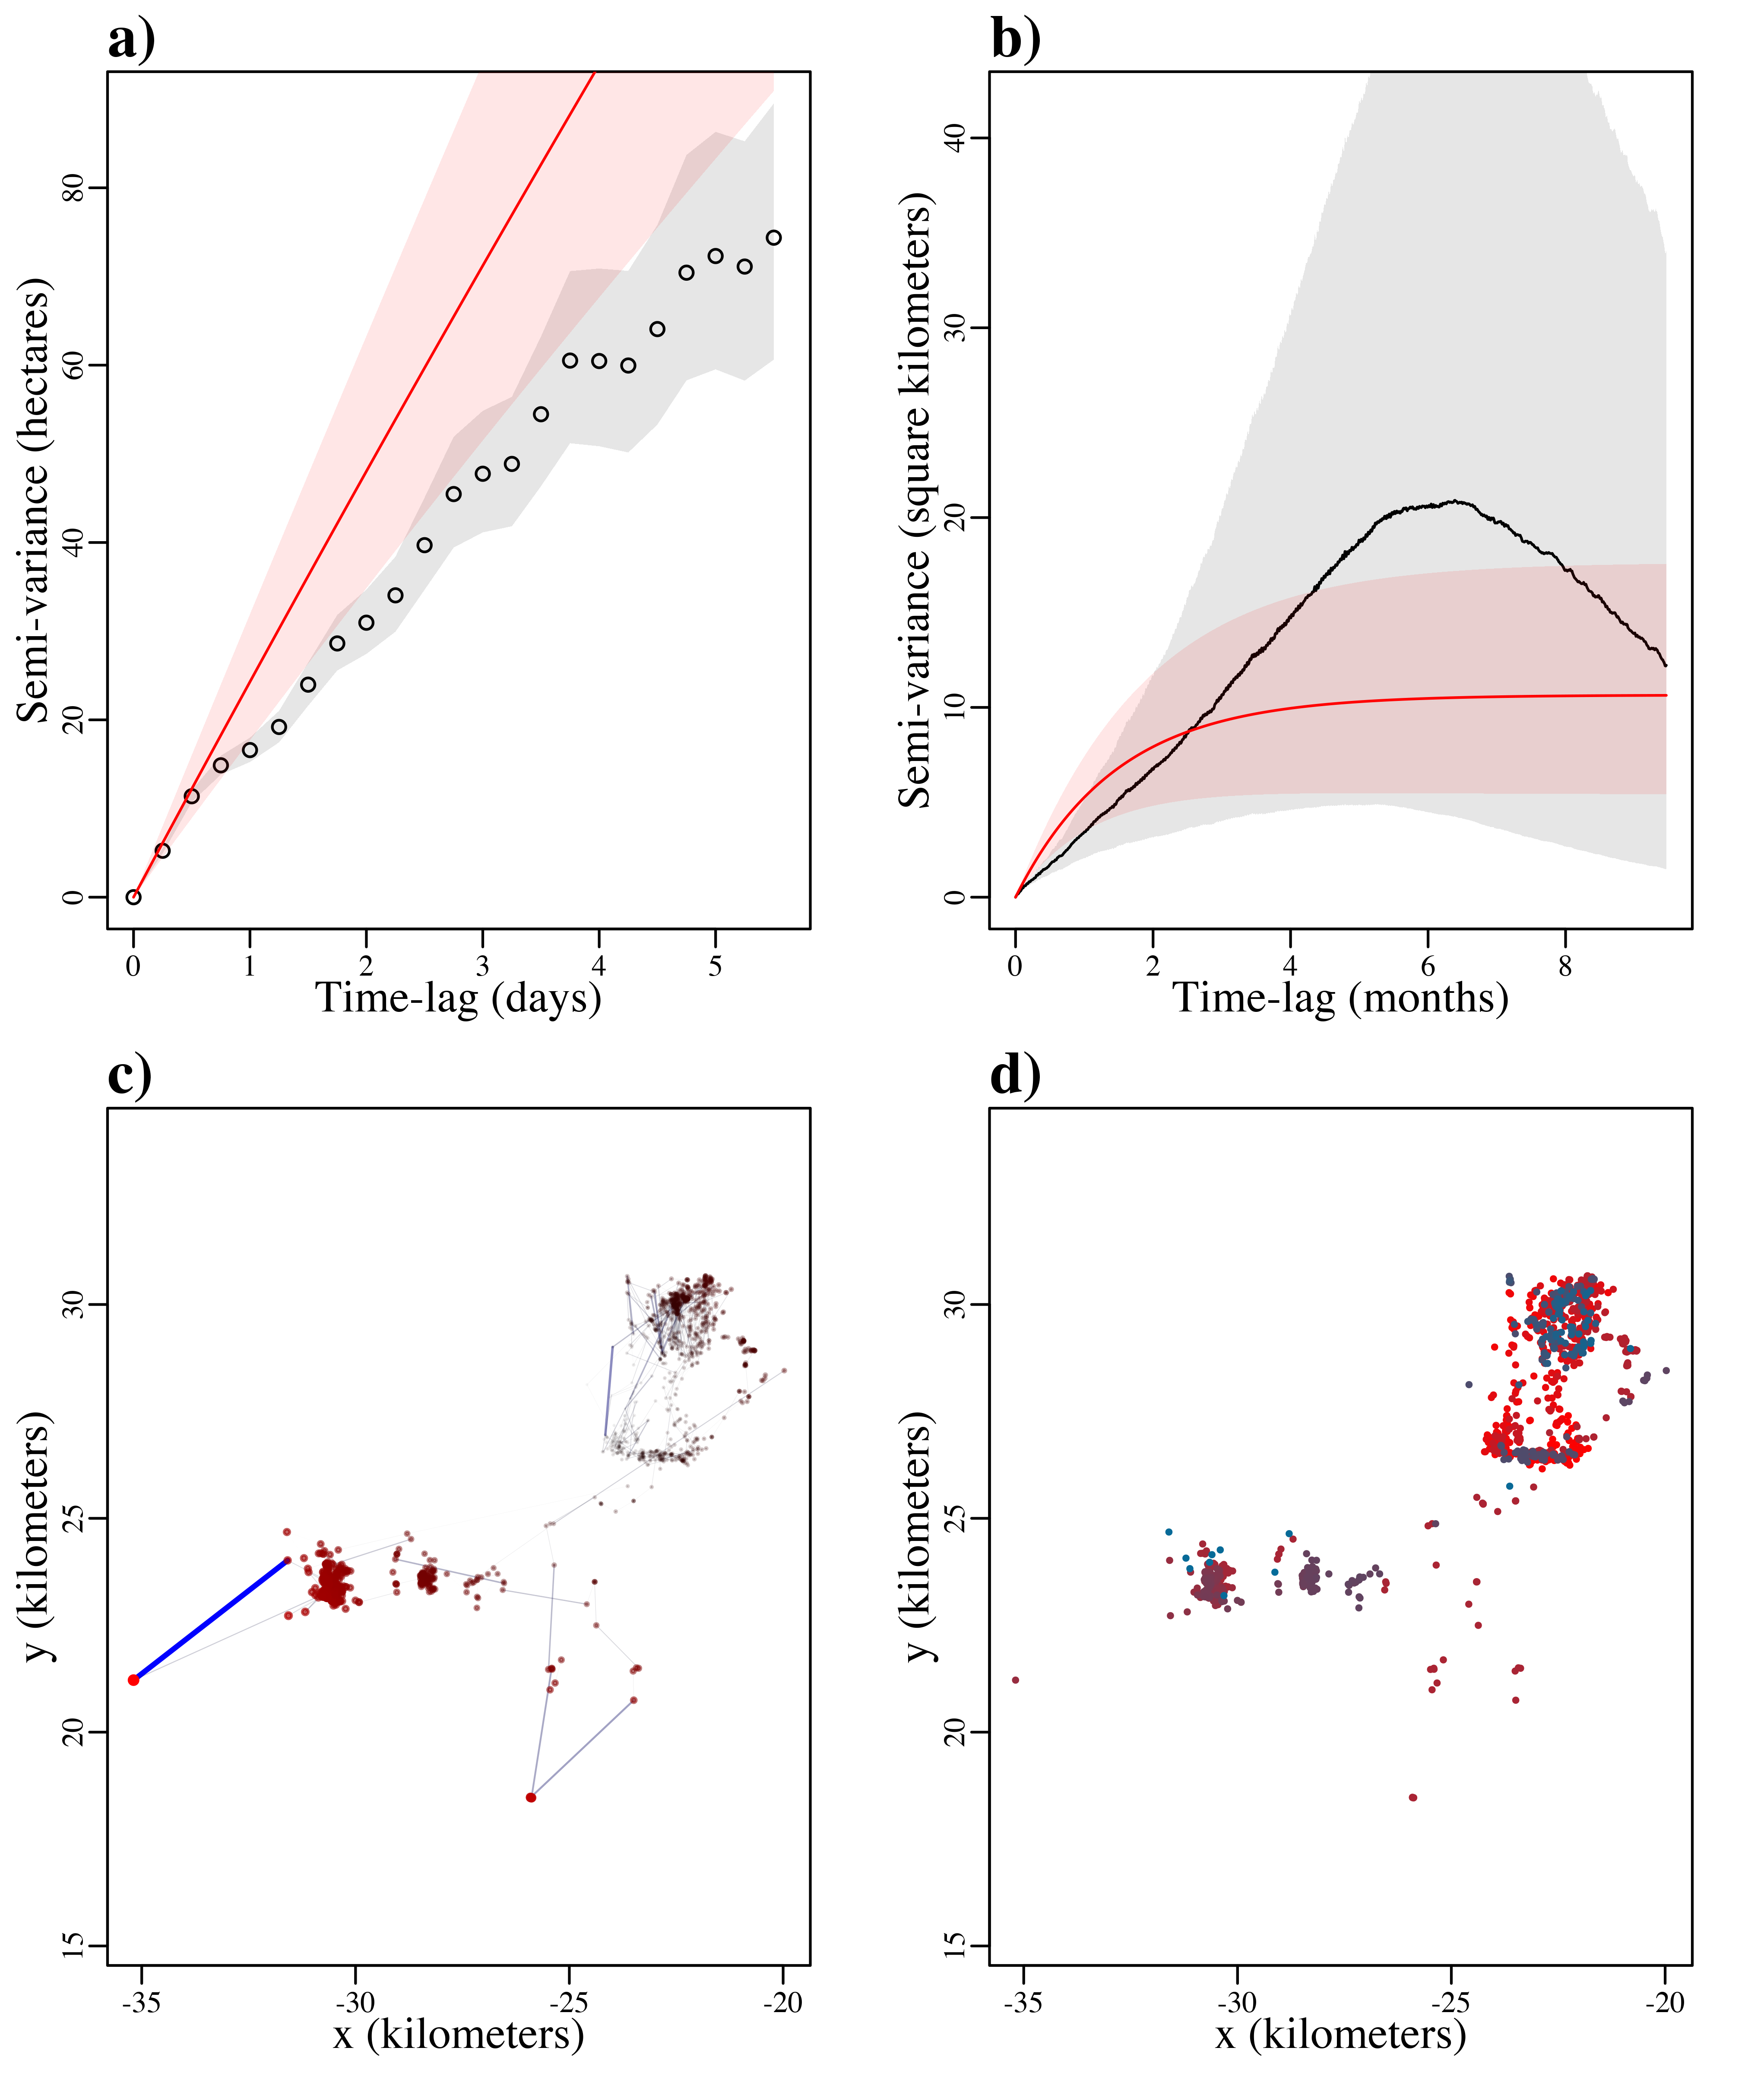 a)
Semi-variance (hectares)
80
60
40
20
0
0 1 2 3 4 5
Time-lag (days)
b)
Semi-variance (square kilometers)
40
30
20
10
0
0 2 4 6 8
Time-lag (months)
c)
y (kilometers)
30
25
20
15
-35 -30 -25 -20
x (kilometers)
d)
y (kilometers)
30
25
20
15
-35 -30 -25 -20
x (kilometers)